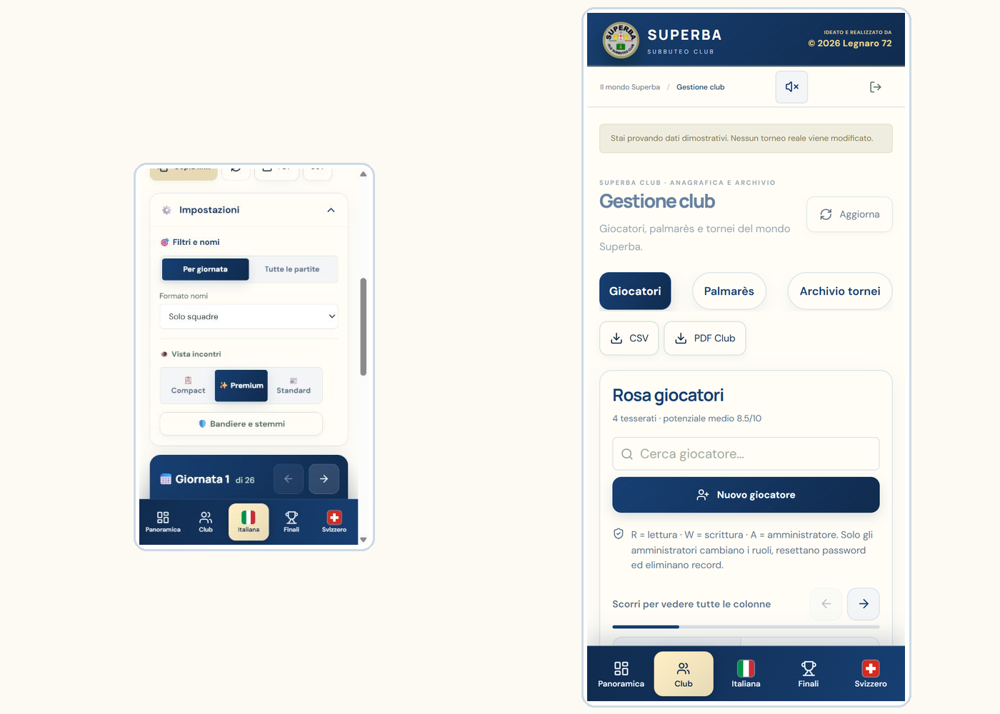 Impostazioni
Filtri e nomi
Per giornata
Tutte le partite
Formato nomi
Solo squadre
Vista incontri
Compact
Premium
Standard
Bandiere e stemmi
Giornata 1 di 26
Panoramica
Club
Italiana
Finali
Svizzero
SUPERBA
OLD SUBBUTEO CLUB
SUPERBA
SUBBUTEO CLUB
IDEATO E REALIZZATO DA
© 2026 Legnaro 72
Il mondo Superba / Gestione club
Stai provando dati dimostrativi. Nessun torneo reale viene modificato.
SUPERBA CLUB · ANAGRAFICA E ARCHIVIO
Gestione club
Giocatori, palmarès e tornei del mondo
Superba.
Aggiorna
Giocatori
Palmarès
Archivio tornei
CSV
PDF Club
Rosa giocatori
4 tesserati · potenziale medio 8.5/10
Cerca giocatore...
Nuovo giocatore
R = lettura · W = scrittura · A = amministratore. Solo gli
amministratori cambiano i ruoli, resettano password
ed eliminano record.
Scorri per vedere tutte le colonne
Panoramica
Club
Italiana
Finali
Svizzero